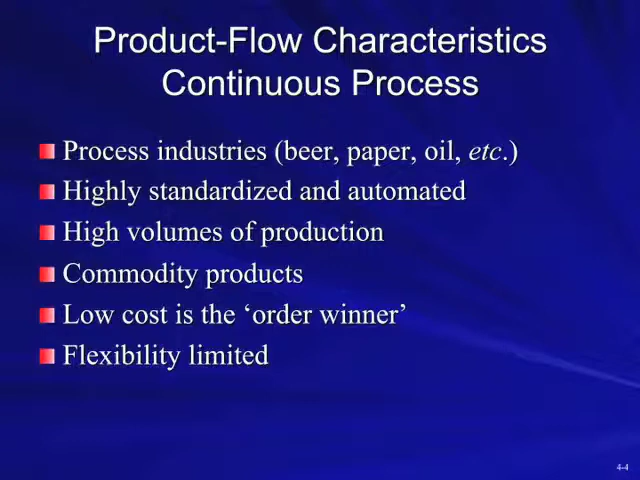 Product-Flow Characteristics
Continuous Process
Process industries (beer, paper, oil, etc.)
Highly standardized and automated
High volumes of production
Commodity products
Low cost is the ‘order winner’
Flexibility limited
4-4